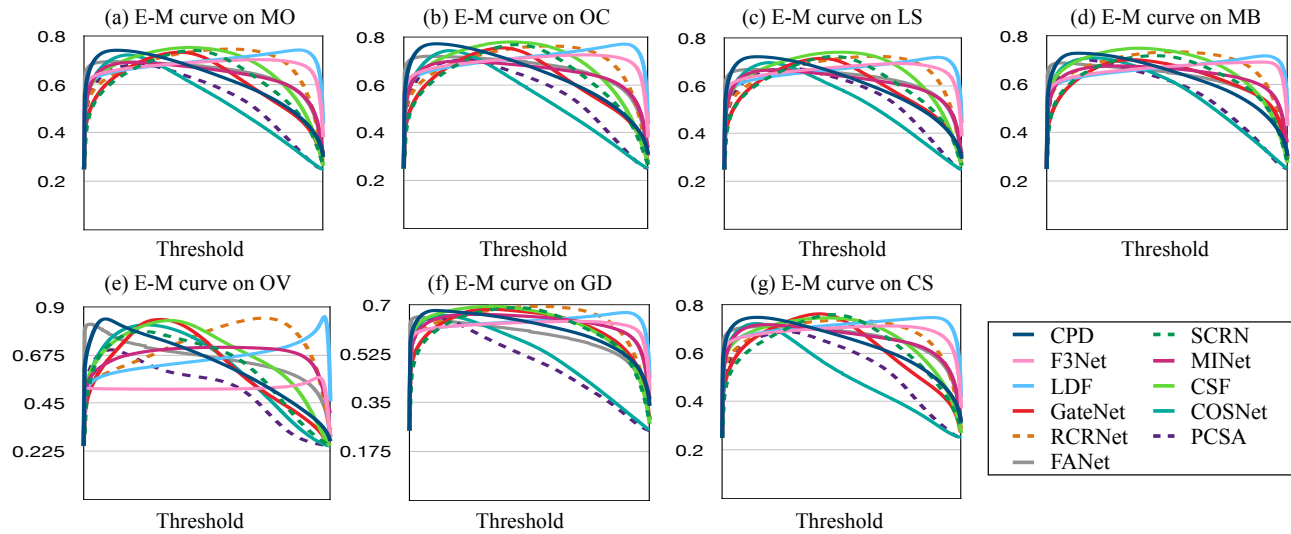 (a) E-M curve on MO
(b) E-M curve on OC
(c) E-M curve on LS
(d) E-M curve on MB
0.8
0.6
0.4
0.2
0.8
0.6
0.4
0.2
0.8
0.6
0.4
0.2
0.8
0.6
0.4
0.2
Threshold
Threshold
Threshold
Threshold
(e) E-M curve on OV
(f) E-M curve on GD
(g) E-M curve on CS
0.9
0.675
0.45
0.225
0.7
0.525
0.35
0.175
0.8
0.6
0.4
0.2
Threshold
Threshold
Threshold
CPD
F3Net
LDF
GateNet
RCRNet
FANet
SCRN
MINet
CSF
COSNet
PCSA